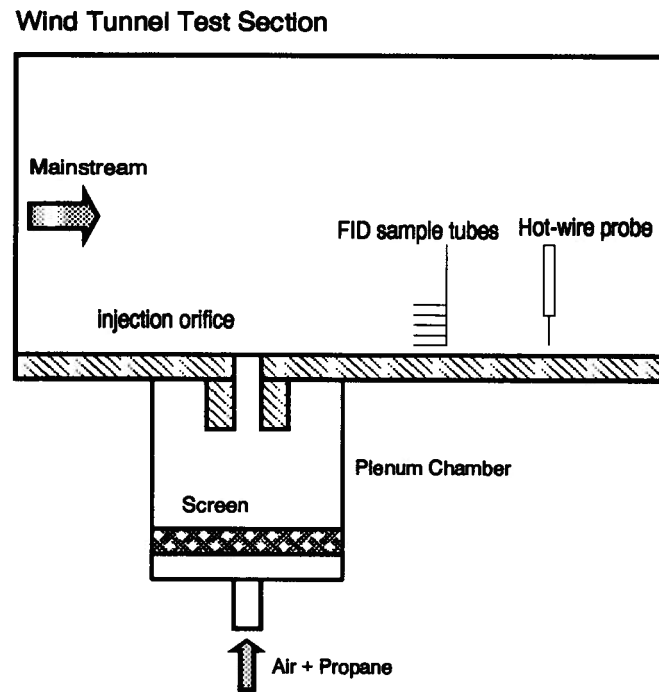 Wind Tunnel Test Section
Mainstream
FID sample tubes
Hot-wire probe
injection orifice
Plenum Chamber
Screen
Air + Propane